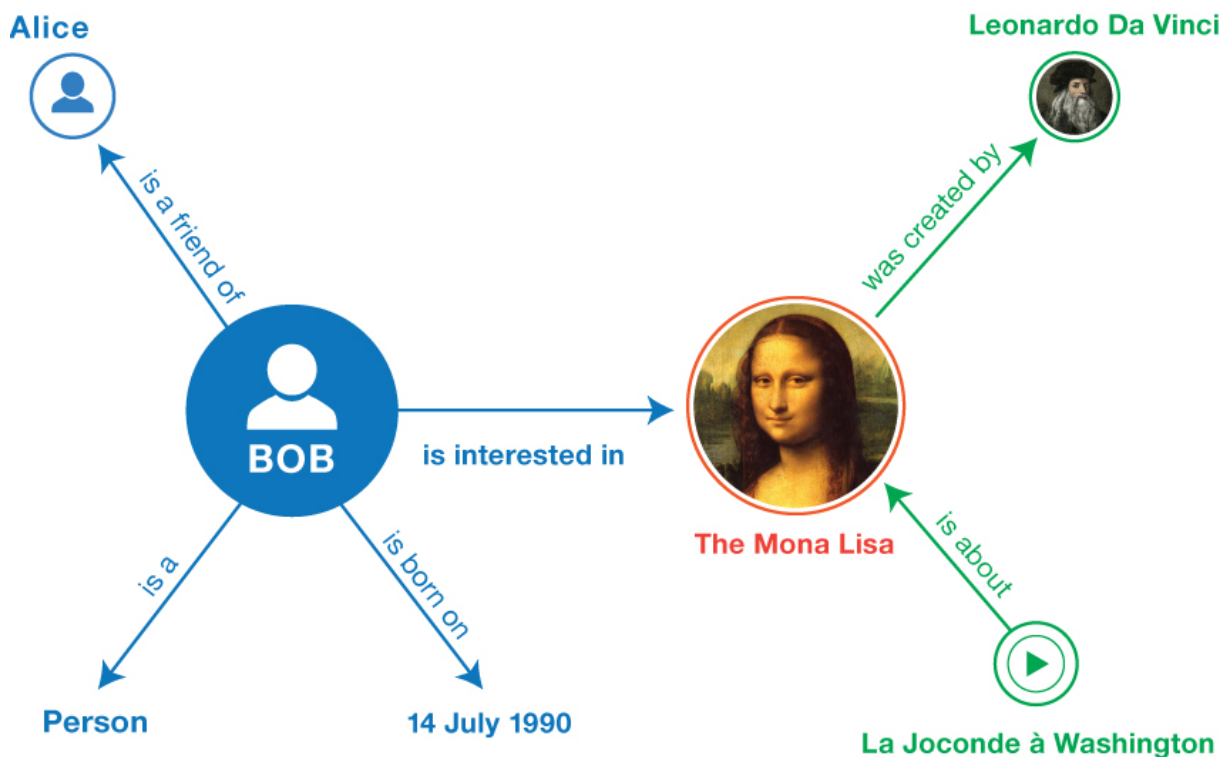 Alice
Leonardo Da Vinci
is a friend of
was created by
BOB
is interested in
The Mona Lisa
is a
is born on
is about
Person
14 July 1990
La Joconde à Washington